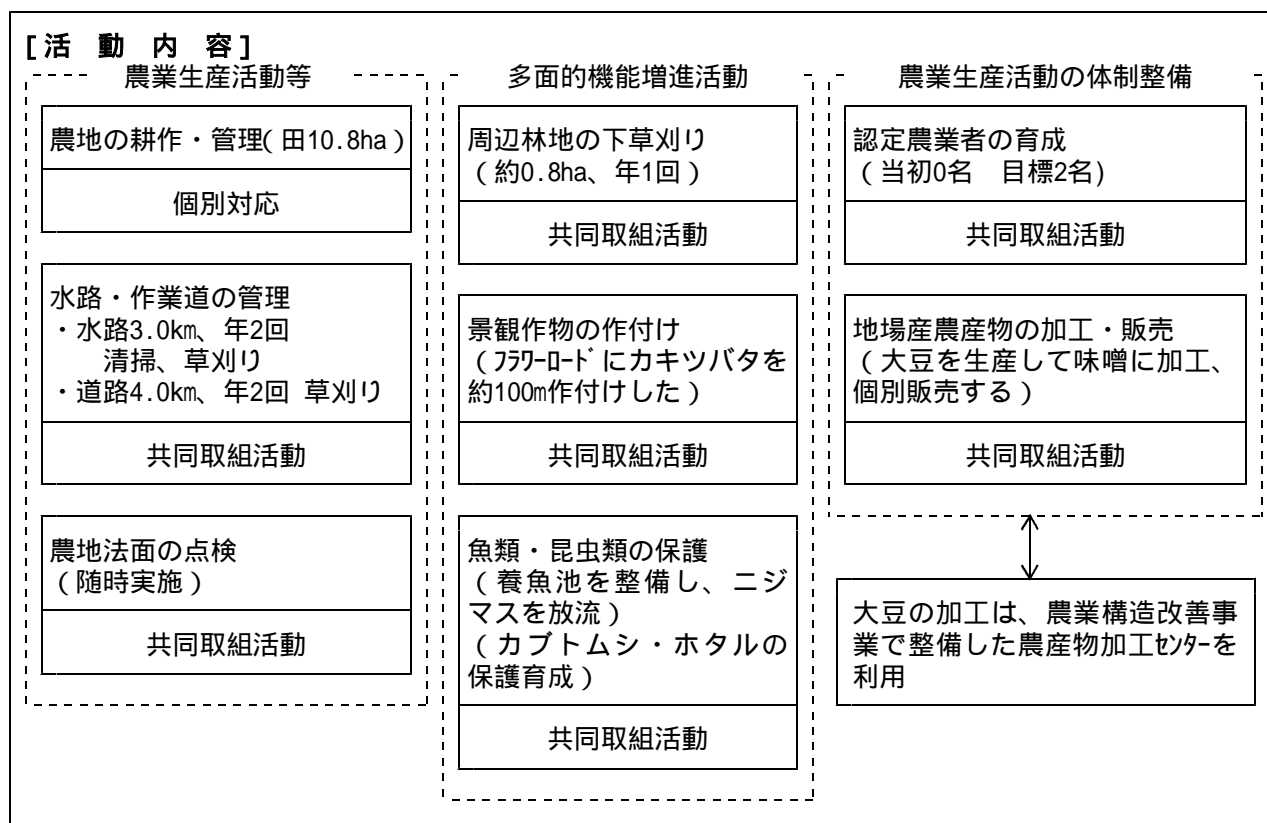 [活 動 内 容]
農業生産活動等
農地の耕作・管理(田10.8ha)
個別対応
水路・作業道の管理
・水路3.0km、年2回
清掃、草刈り
・道路4.0km、年2回 草刈り
共同取組活動
農地法面の点検
(随時実施)
共同取組活動
多面的機能増進活動
周辺林地の下草刈り
(約0.8ha、年1回)
共同取組活動
景観作物の作付け
(ﾌﾗﾜｰﾛｰﾄﾞにカキツバタを
約100m作付けした)
共同取組活動
魚類・昆虫類の保護
(養魚池を整備し、ニジ
マスを放流)
(カブトムシ・ホタルの
保護育成)
共同取組活動
農業生産活動の体制整備
認定農業者の育成
(当初0名 目標2名)
共同取組活動
地場産農産物の加工・販売
(大豆を生産して味噌に加工、
個別販売する)
共同取組活動
大豆の加工は、農業構造改善事
業で整備した農産物加工ｾﾝﾀｰを
利用